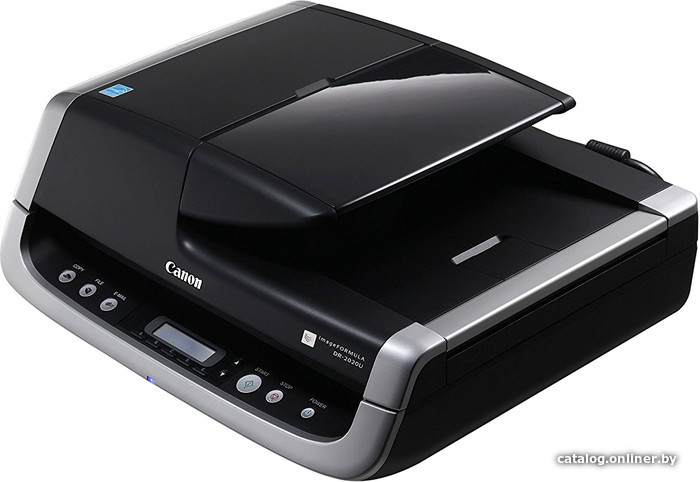 Canon
COPY
FILE
E-MAIL
imageFORMULA
DR-2020U
START
STOP
POWER
catalog.onliner.by